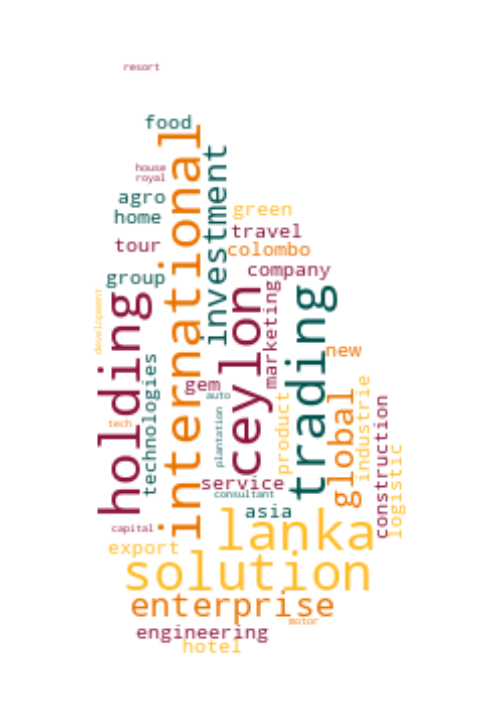 resort
food
international
investment
house
royal
agro
home
green
travel
tour
colombo
company
group
holding
development
ceylon
marketing
trading
new
technologies
gem
auto
global
industrie
product
construction
plantation
tech
logistic
service
consultant
asia
lanka
capital
export
solution
enterprise
motor
engineering
hotel